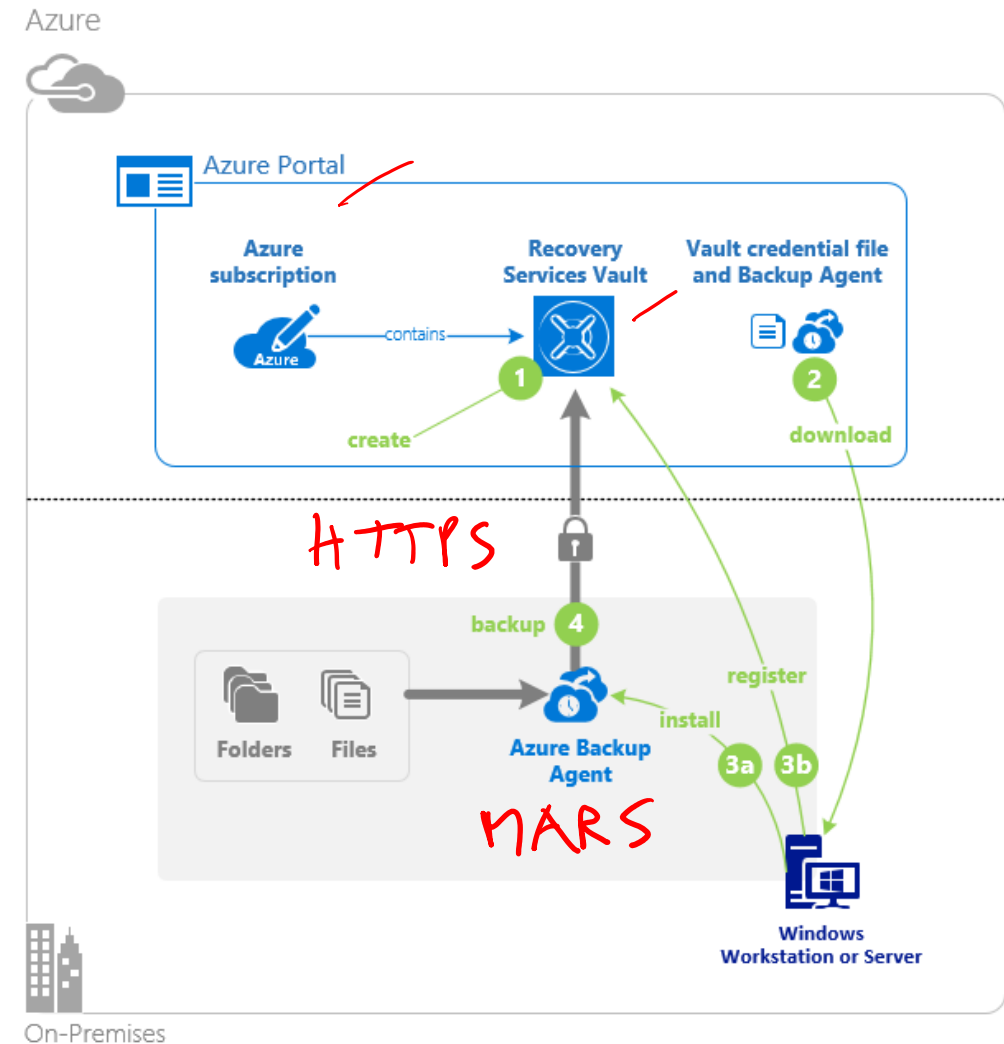 Azure
Azure Portal
Azure
subscription
Recovery
Services Vault
Vault credential file
and Backup Agent
contains
Azure
1
2
create
download
HTTPS
backup
4
register
install
Folders
Files
Azure Backup
Agent
3a
3b
MARS
Windows
Workstation or Server
On-Premises